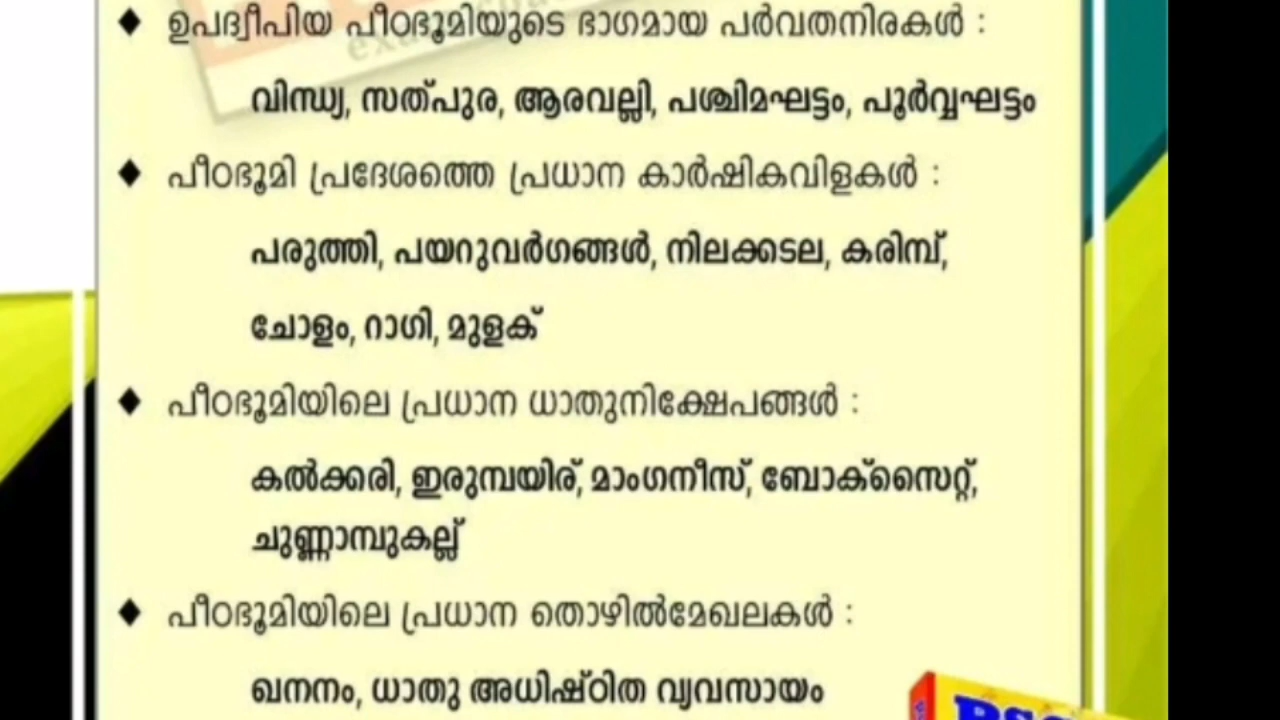 ♦ ഉപദ്വീപിയ പീഠഭൂമിയുടെ ഭാഗമായ പർവതനിരകൾ :
വിന്ധ്യ, സത്പുര, ആരവല്ലി, പശ്ചിമഘട്ടം, പൂർവ്വഘട്ടം
♦ പീഠഭൂമി പ്രദേശത്തെ പ്രധാന കാർഷികവിളകൾ :
പരുത്തി, പയറുവർഗങ്ങൾ, നിലക്കടല, കരിമ്പ്,
ചോളം, റാഗി, മുളക്
♦ പീഠഭൂമിയിലെ പ്രധാന ധാതുനിക്ഷേപങ്ങൾ :
കൽക്കരി, ഇരുമ്പയിര്, മാംഗനീസ്, ബോക്സൈറ്റ്,
ചുണ്ണാമ്പുകല്ല്
♦ പീഠഭൂമിയിലെ പ്രധാന തൊഴിൽമേഖലകൾ :
ഖനനം, ധാതു അധിഷ്ഠിത വ്യവസായം